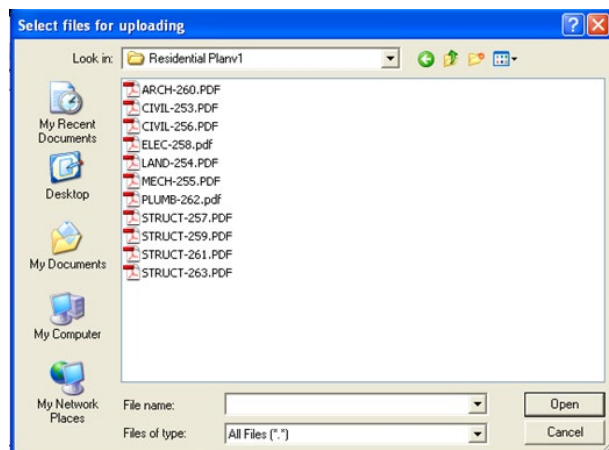 Select files for uploading
Look in: Residential Planv1
ARCH-260.PDF
CIVIL-253.PDF
CIVIL-256.PDF
ELEC-258.pdf
LAND-254.PDF
MECH-255.PDF
PLUMB-262.pdf
STRUCT-257.PDF
STRUCT-259.PDF
STRUCT-261.PDF
STRUCT-263.PDF
My Recent
Documents
Desktop
My Documents
My Computer
My Network
Places
File name:
Open
Files of type: All Files (*.*)
Cancel